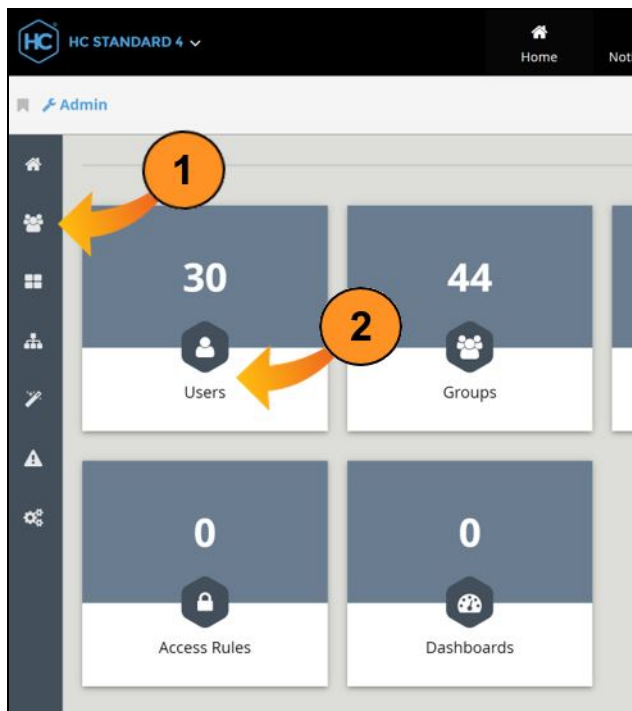 HC HC STANDARD 4
Home
Admin
1
30
44
2
Users
Groups
0
0
Access Rules
Dashboards